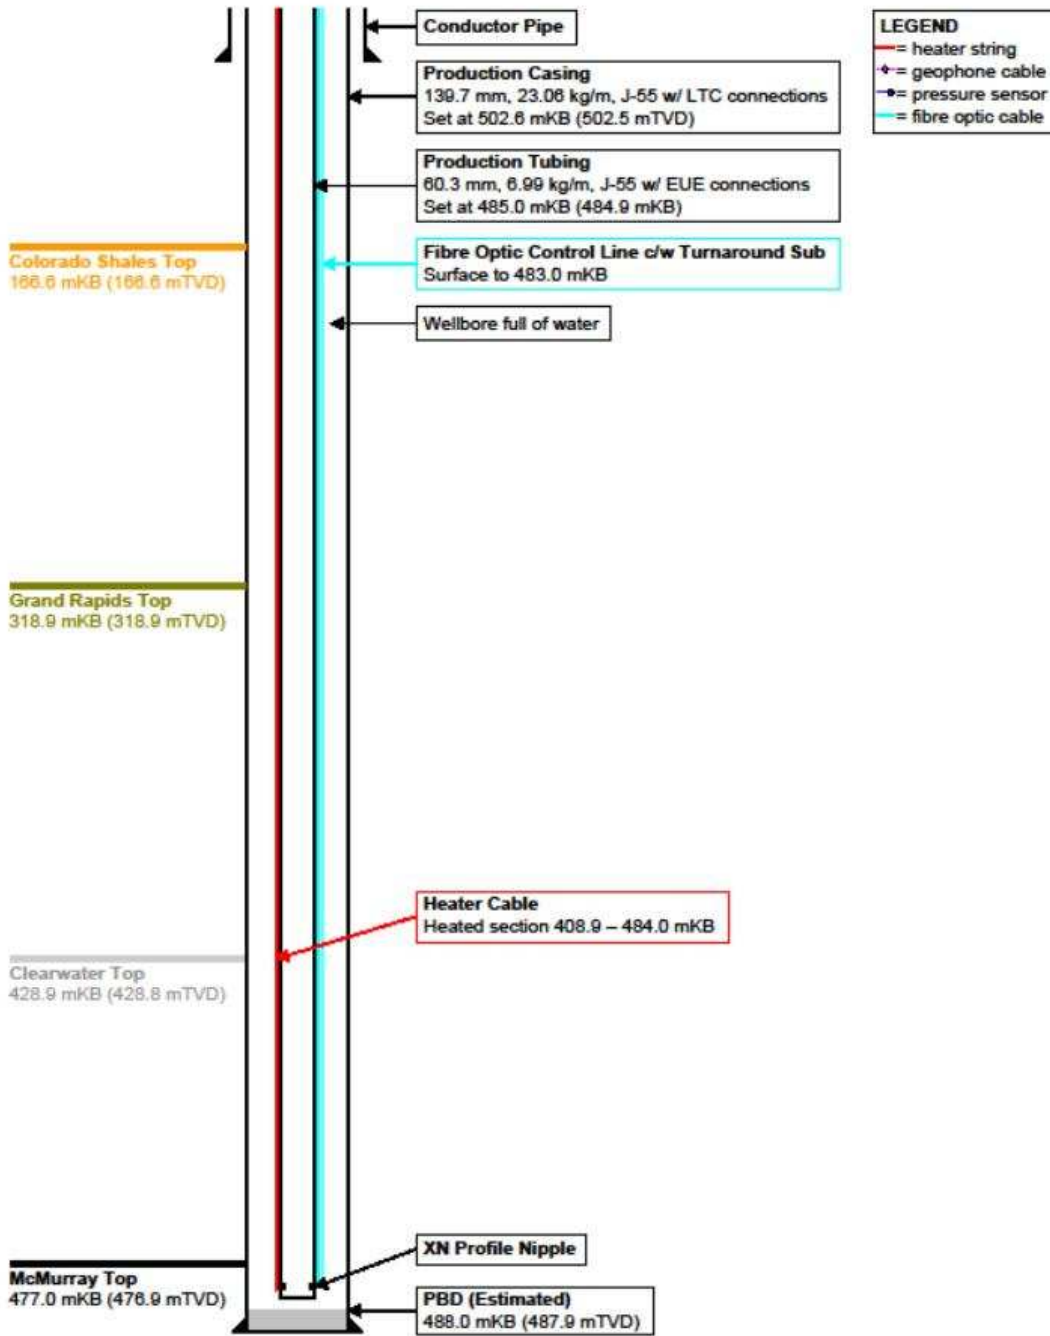 Conductor Pipe
LEGEND
= heater string
= geophone cable
= pressure sensor
= fibre optic cable
Production Casing
139.7 mm, 23.06 kg/m, J-55 w/ LTC connections
Set at 502.6 mKB (502.5 mTVD)
Production Tubing
60.3 mm, 6.99 kg/m, J-55 w/ EUE connections
Set at 485.0 mKB (484.9 mKB)
Colorado Shales Top
166.6 mKB (166.6 mTVD)
Fibre Optic Control Line c/w Turnaround Sub
Surface to 483.0 mKB
Wellbore full of water
Grand Rapids Top
318.9 mKB (318.9 mTVD)
Heater Cable
Heated section 408.9 – 484.0 mKB
Clearwater Top
428.9 mKB (428.8 mTVD)
XN Profile Nipple
McMurray Top
477.0 mKB (476.9 mTVD)
PBD (Estimated)
488.0 mKB (487.9 mTVD)